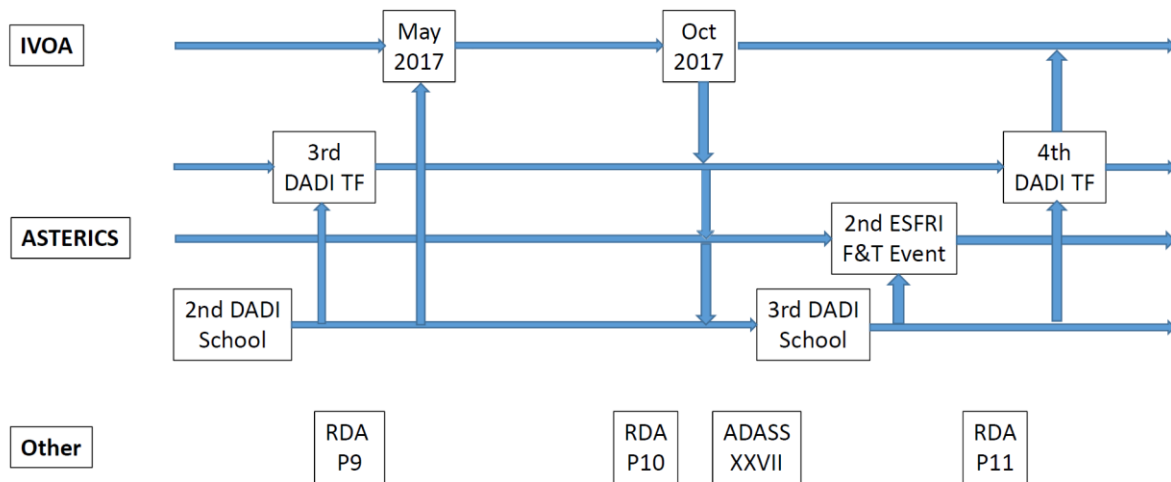 IVOA
May
2017
Oct
2017
3rd
DADI TF
4th
DADI TF
ASTERICS
2nd ESFRI
F&T Event
2nd DADI
School
3rd DADI
School
Other
RDA
P9
RDA
P10
ADASS
XXVII
RDA
P11